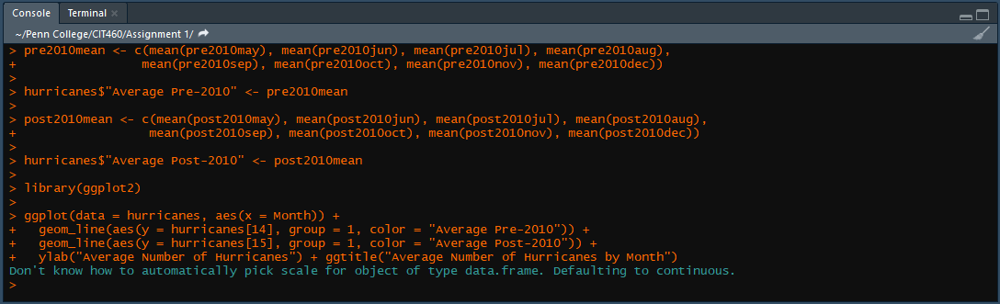 Console Terminal ×
~/Penn College/CIT460/Assignment 1/
> pre2010mean <- c(mean(pre2010may), mean(pre2010jun), mean(pre2010jul), mean(pre2010aug),
+                 mean(pre2010sep), mean(pre2010oct), mean(pre2010nov), mean(pre2010dec))
>
> hurricanes$"Average Pre-2010" <- pre2010mean
>
> post2010mean <- c(mean(post2010may), mean(post2010jun), mean(post2010jul), mean(post2010aug),
+                  mean(post2010sep), mean(post2010oct), mean(post2010nov), mean(post2010dec))
>
> hurricanes$"Average Post-2010" <- post2010mean
>
> library(ggplot2)
>
> ggplot(data = hurricanes, aes(x = Month)) +
+   geom_line(aes(y = hurricanes[14], group = 1, color = "Average Pre-2010")) +
+   geom_line(aes(y = hurricanes[15], group = 1, color = "Average Post-2010")) +
+   ylab("Average Number of Hurricanes") + ggtitle("Average Number of Hurricanes by Month")
Don't know how to automatically pick scale for object of type data.frame. Defaulting to continuous.
>